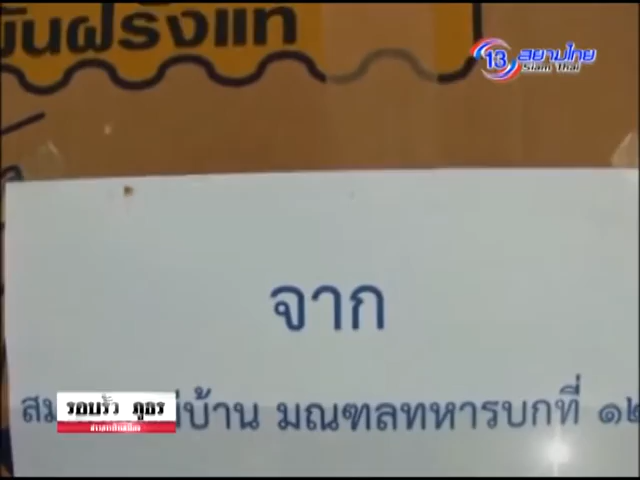 มันฝรั่งแท้
13 สยามไทย
Siam Thai
จาก
บ้าน มณฑลทหารบกที่ ๑๒
รอบรั้ว ภูธร